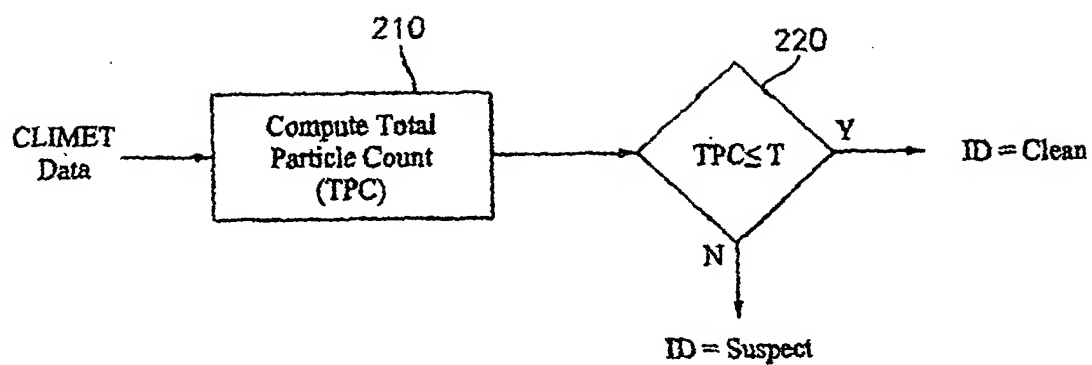 210
220
CLIMET
Data
Compute Total
Particle Count
(TPC)
TPC≤ T
Y
ID = Clean
N
ID = Suspect